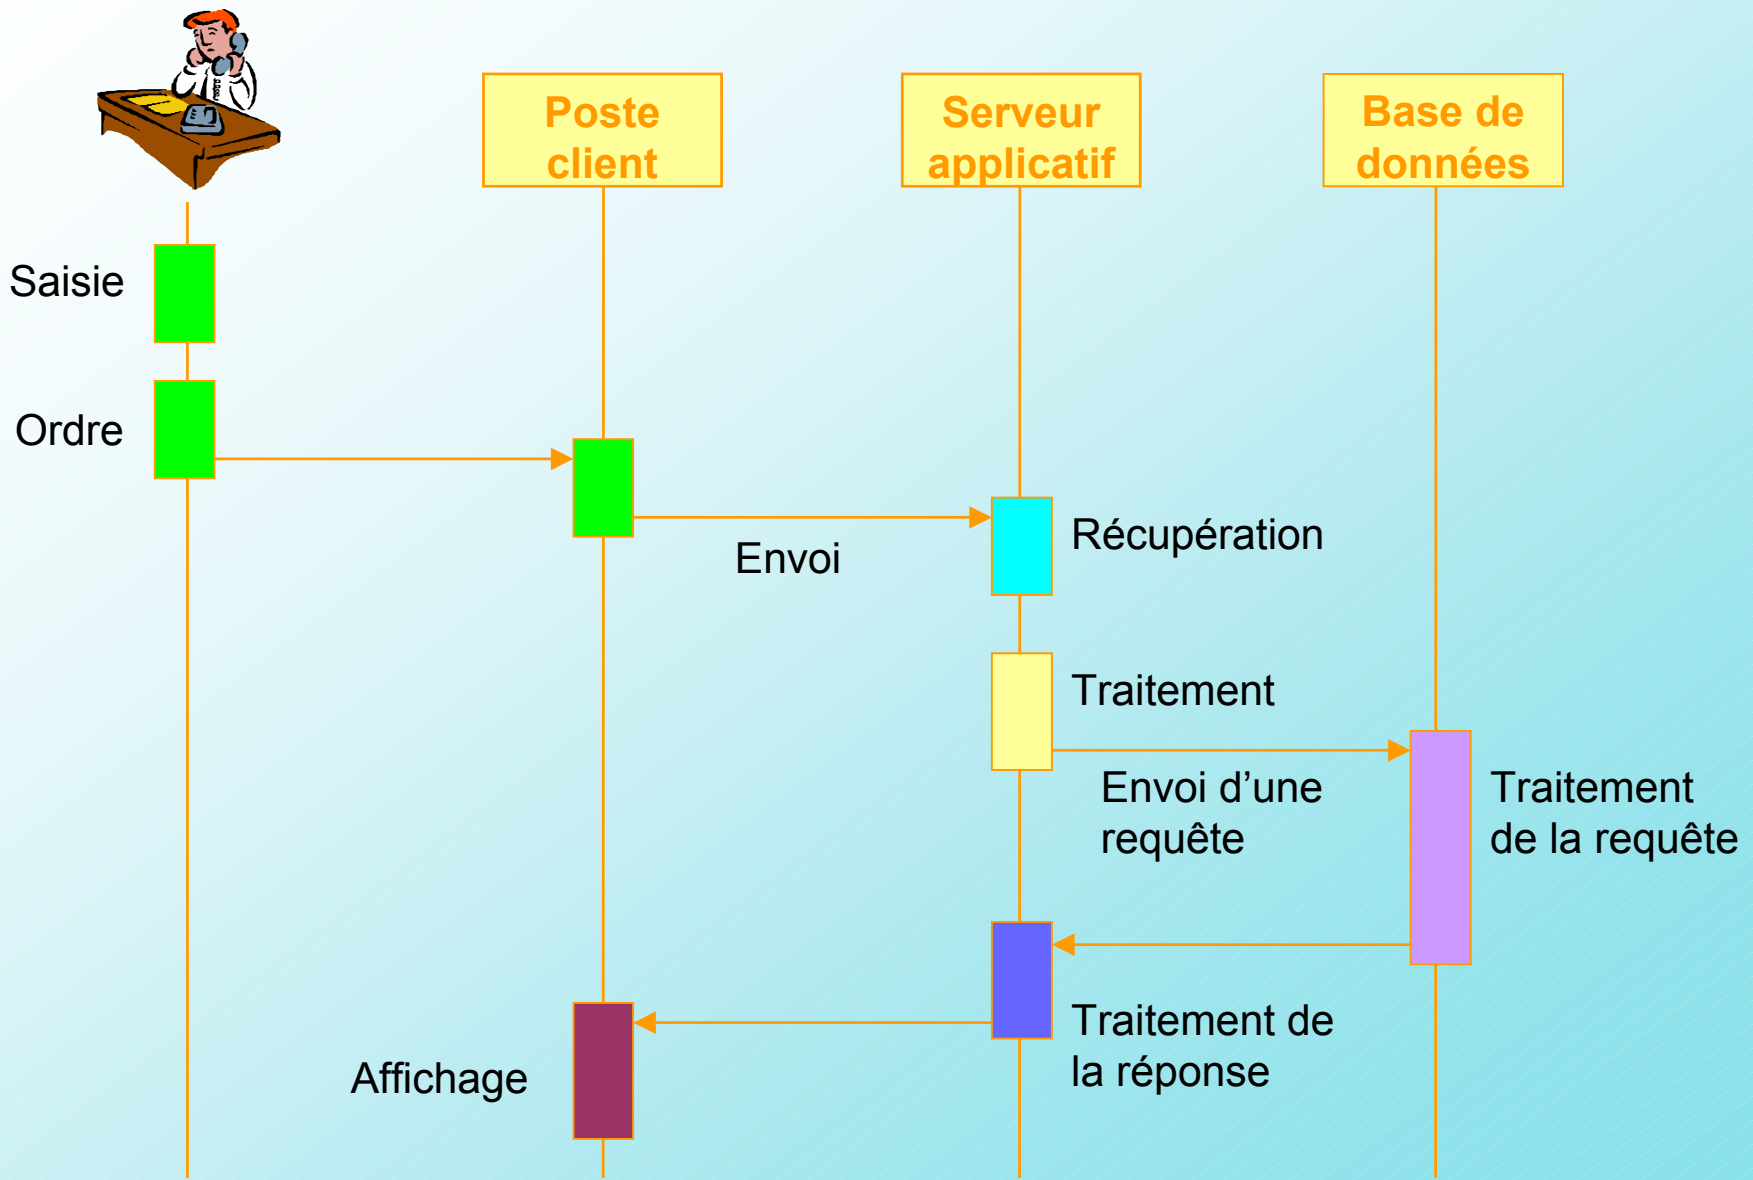 Poste
client
Serveur
applicatif
Base de
données
Saisie
Ordre
Envoi
Récupération
Traitement
Envoi d’une
requête
Traitement
de la requête
Traitement de
la réponse
Affichage